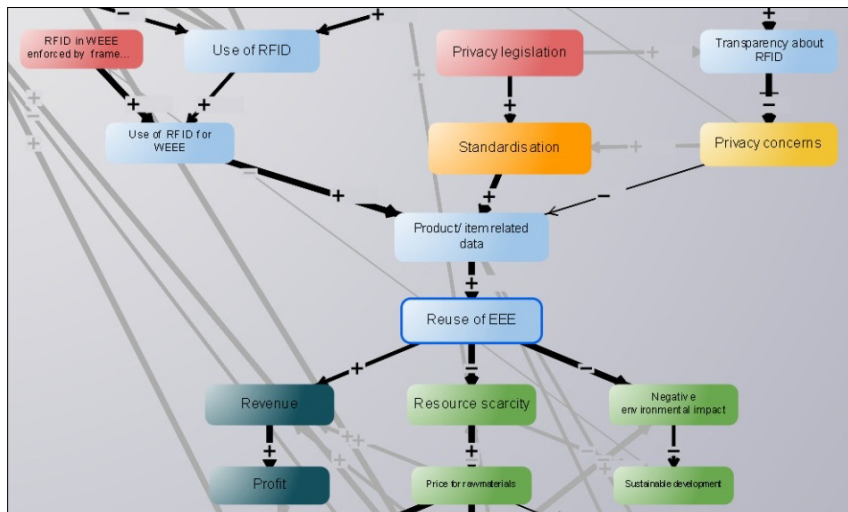 RFID in WEEE
enforced by frame...
Use of RFID
Privacy legislation
Transparency about
RFID
Use of RFID for
WEEE
Standardisation
Privacy concerns
Product/ item related
data
Reuse of EEE
Revenue
Resource scarcity
Negative
environmental impact
Profit
Price for rawmaterials
Sustainable development